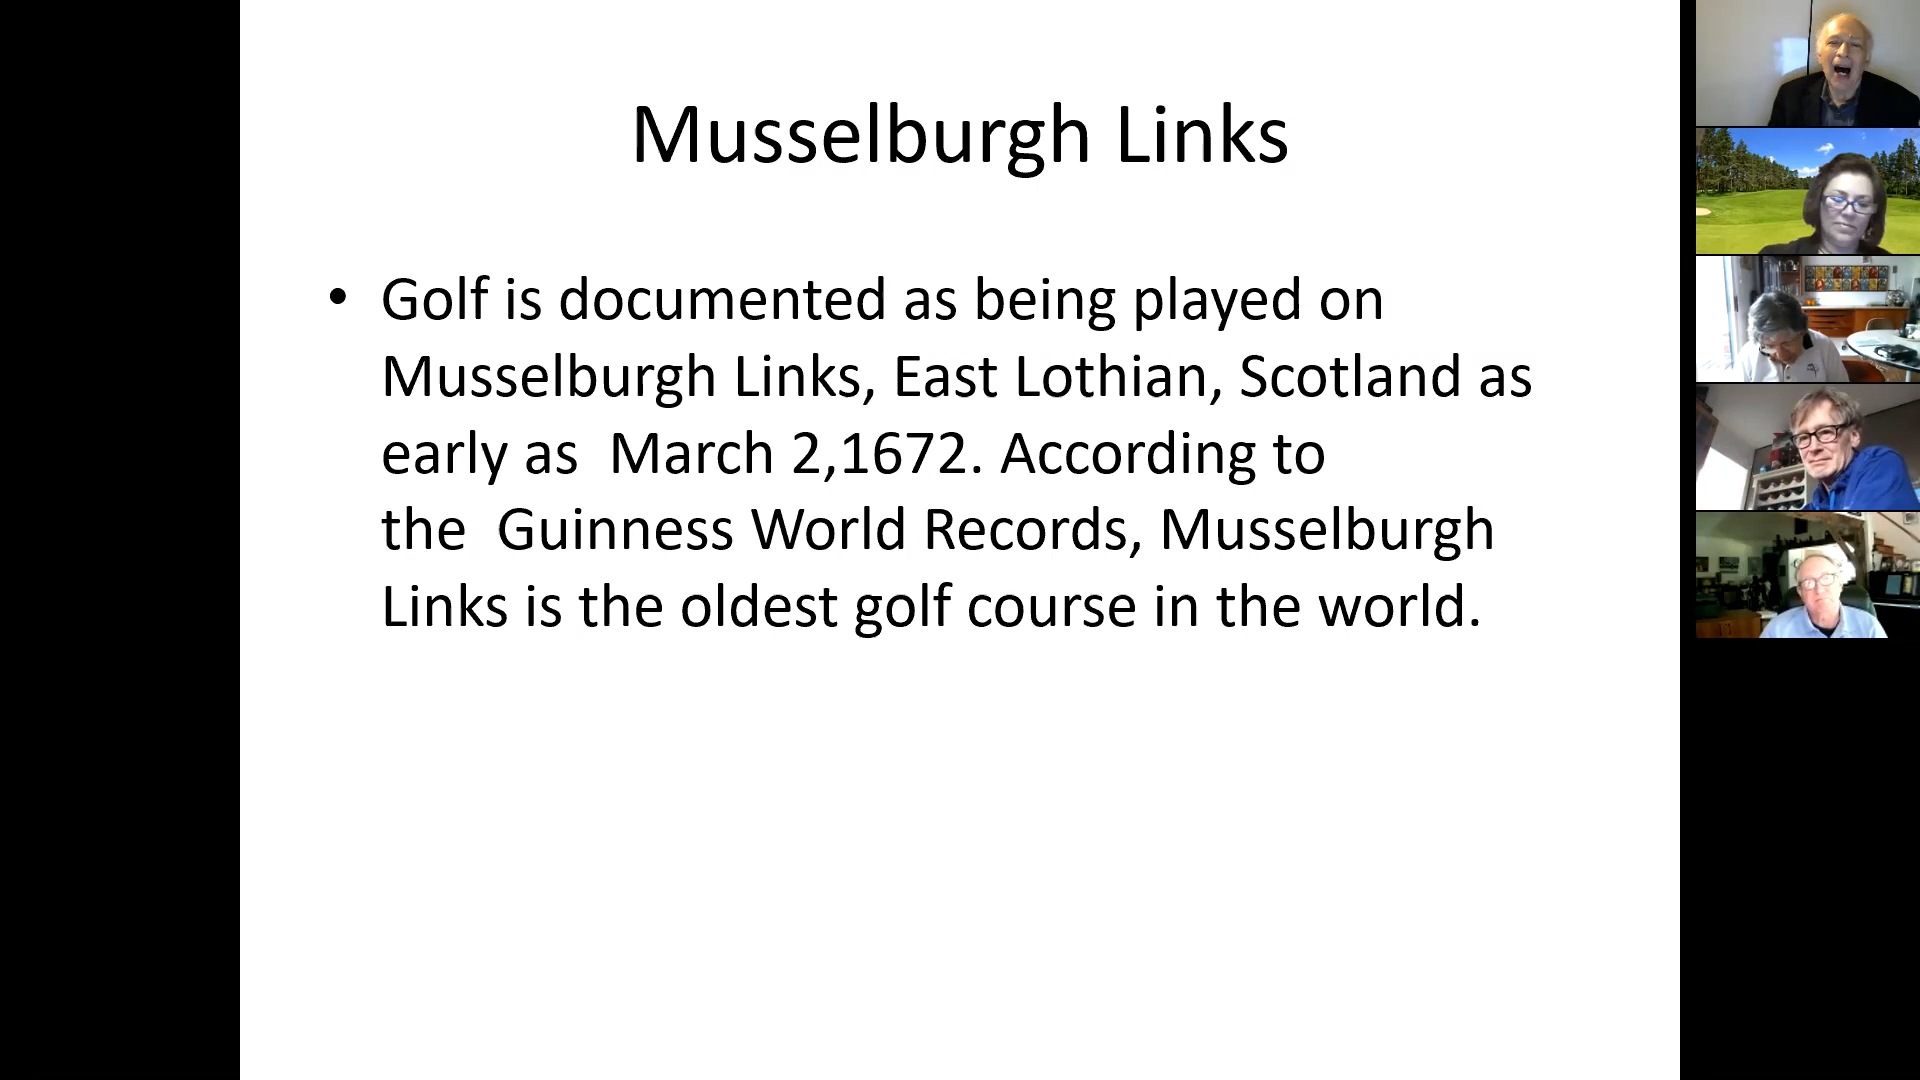 Musselburgh Links
• Golf is documented as being played on
Musselburgh Links, East Lothian, Scotland as
early as  March 2,1672. According to
the  Guinness World Records, Musselburgh
Links is the oldest golf course in the world.